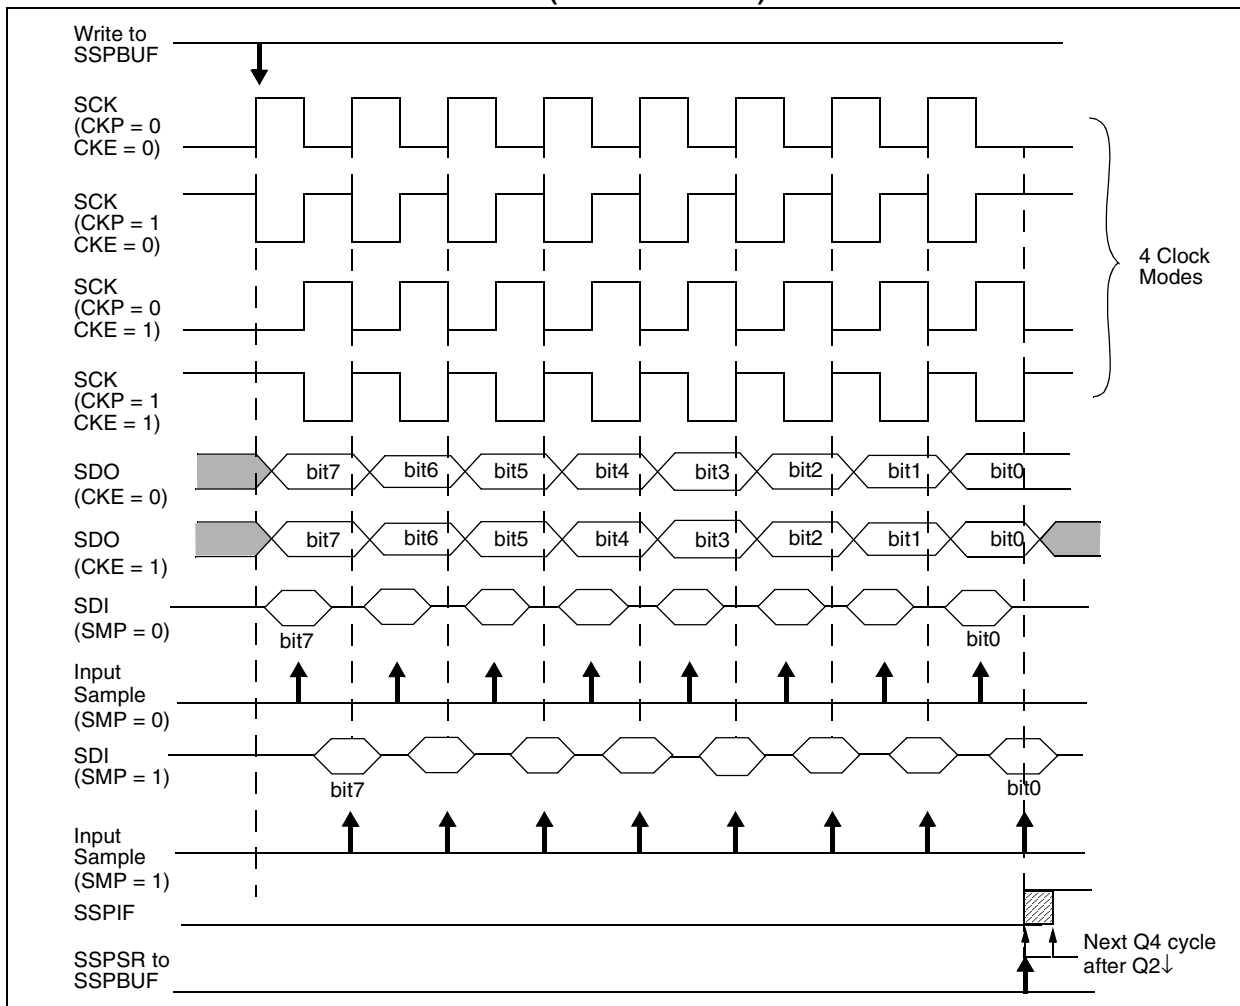 Write to
SSPBUF
SCK
(CKP = 0
CKE = 0)
SCK
(CKP = 1
CKE = 0)
SCK
(CKP = 0
CKE = 1)
SCK
(CKP = 1
CKE = 1)
4 Clock
Modes
SDO
(CKE = 0)
bit7 bit6 bit5 bit4 bit3 bit2 bit1 bit0
SDO
(CKE = 1)
bit7 bit6 bit5 bit4 bit3 bit2 bit1 bit0
SDI
(SMP = 0)
bit7 bit0
Input
Sample
(SMP = 0)
SDI
(SMP = 1)
bit7 bit0
Input
Sample
(SMP = 1)
SSPIF
SSPSR to
SSPBUF
Next Q4 cycle
after Q2↓